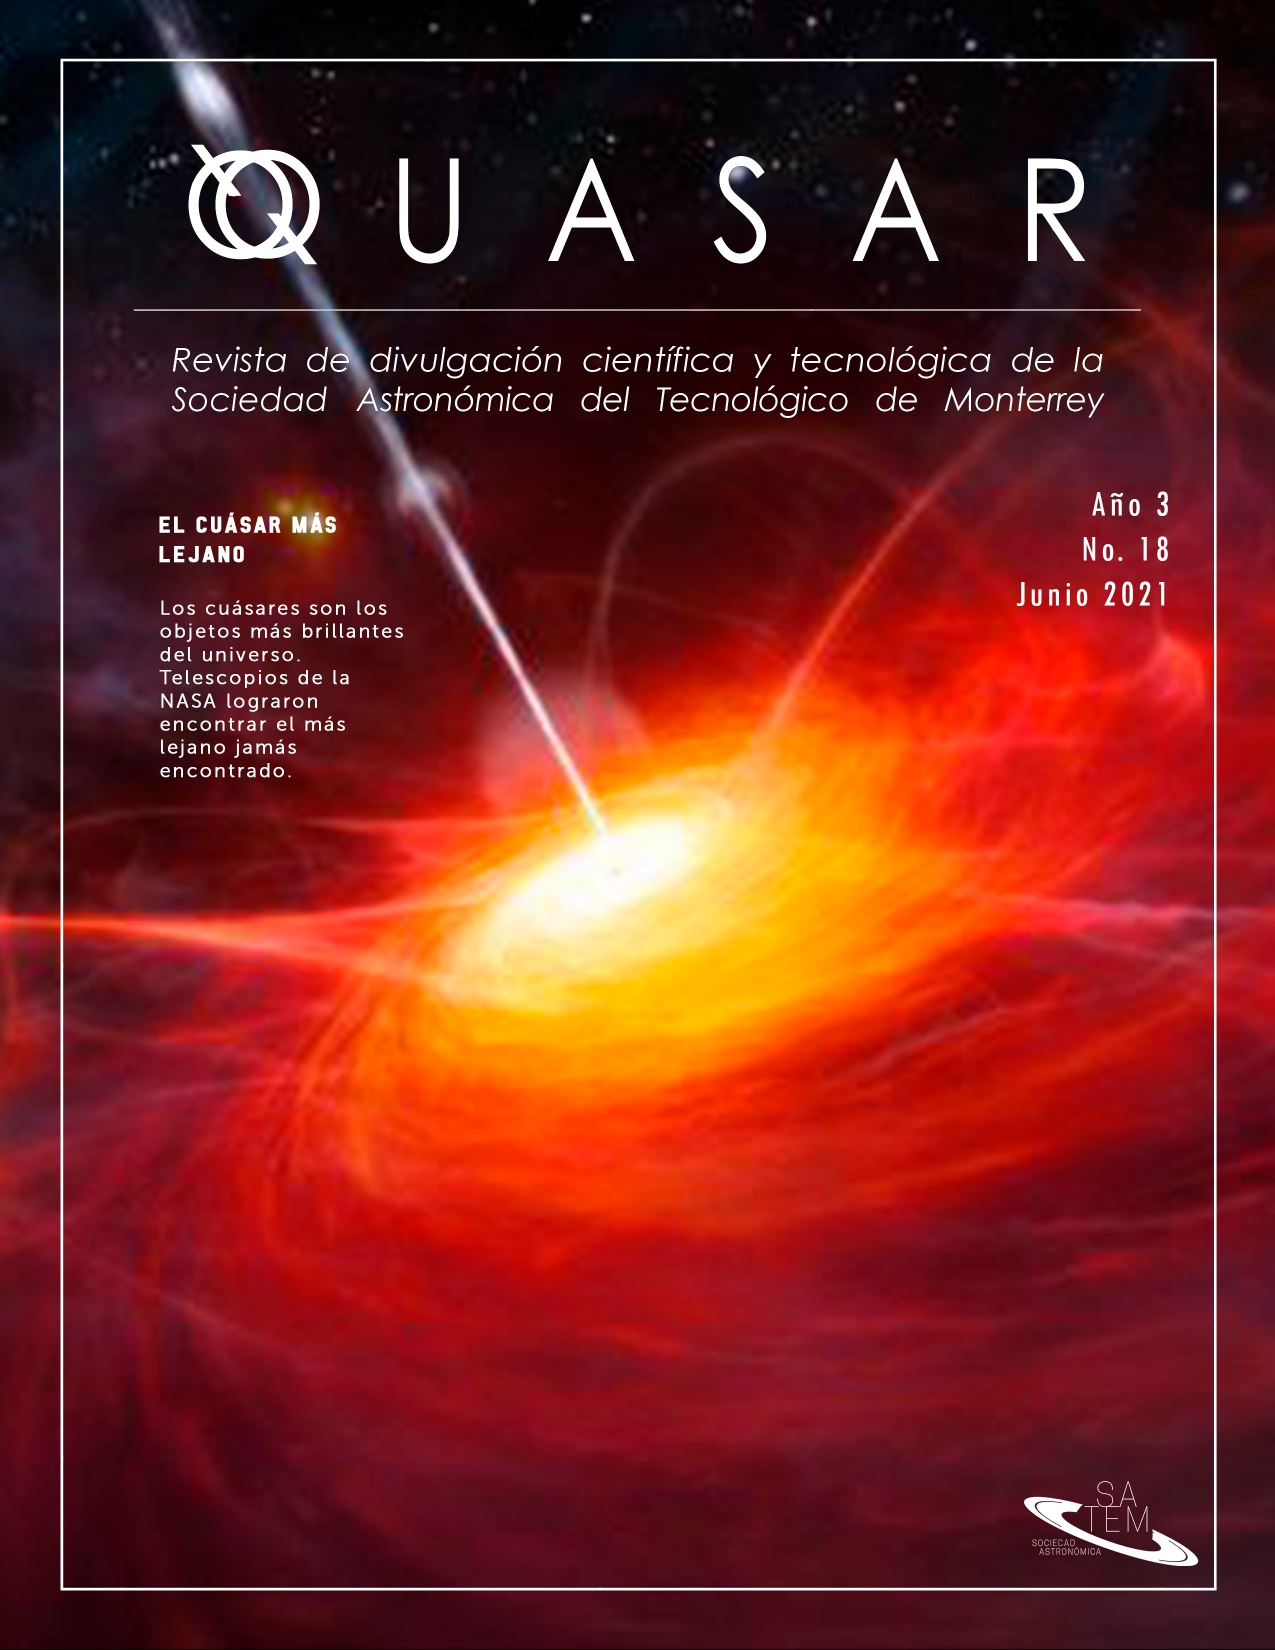 QUASAR
Revista de divulgación científica y tecnológica de la
Sociedad Astronómica del Tecnológico de Monterrey
EL CUÁSAR MÁS
LEJANO
Los cuásares son los
objetos más brillantes
del universo.
Telescopios de la
NASA lograron
encontrar el más
lejano jamás
encontrado.
Año 3
No. 18
Junio 2021
SA
TEM
SOCIEDAD
ASTRONÓMICA